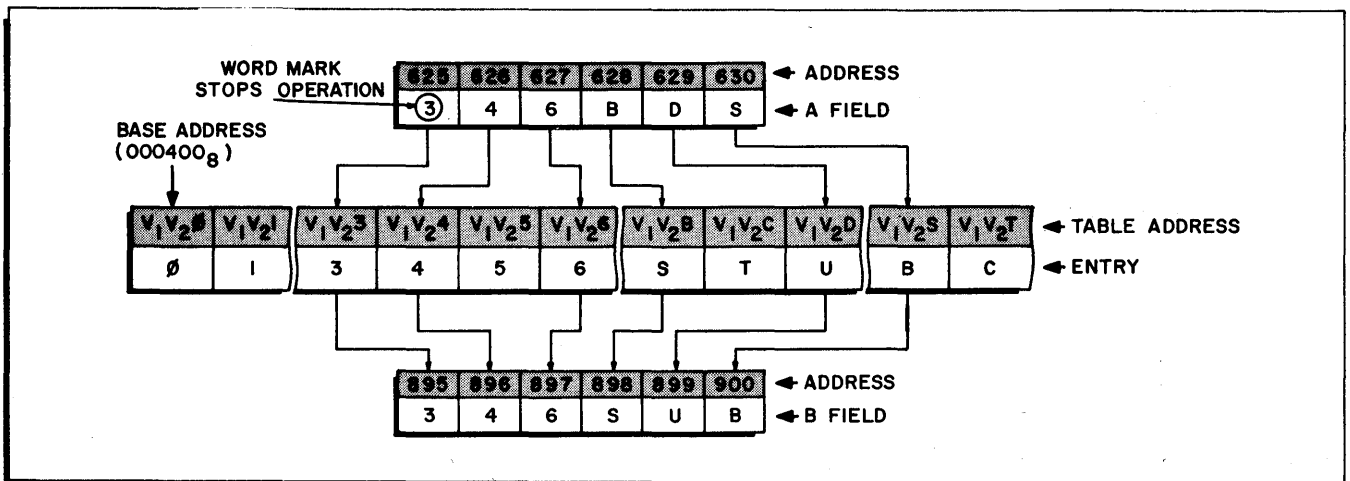 WORD MARK
STOPS OPERATION
625 626 627 628 629 630 ADDRESS
3 4 6 B D S A FIELD
BASE ADDRESS
(000400₈)
V₁V₂Ø V₁V₂1 V₁V₂3 V₁V₂4 V₁V₂5 V₁V₂6 V₁V₂B V₁V₂C V₁V₂D V₁V₂S V₁V₂T TABLE ADDRESS
Ø 1 3 4 5 6 S T U B C ENTRY
895 896 897 898 899 900 ADDRESS
3 4 6 S U B B FIELD